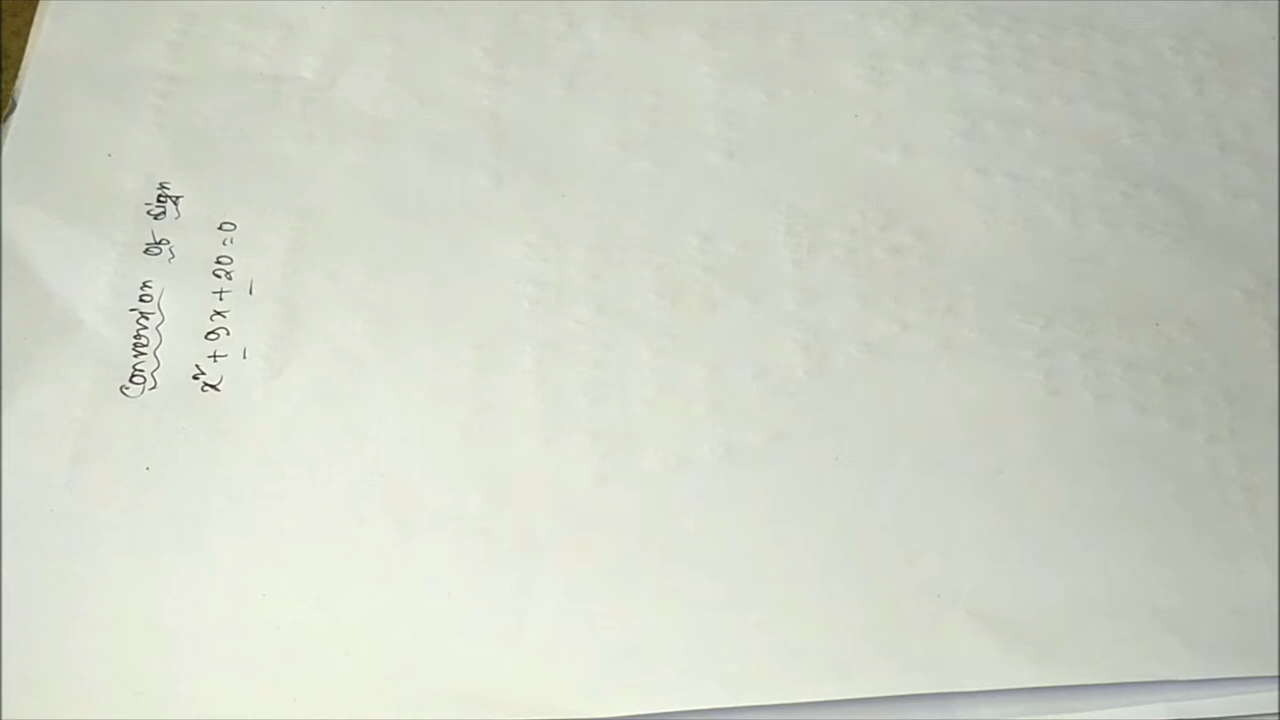 Conversion of sign
x² + 9x + 20 = 0
- -